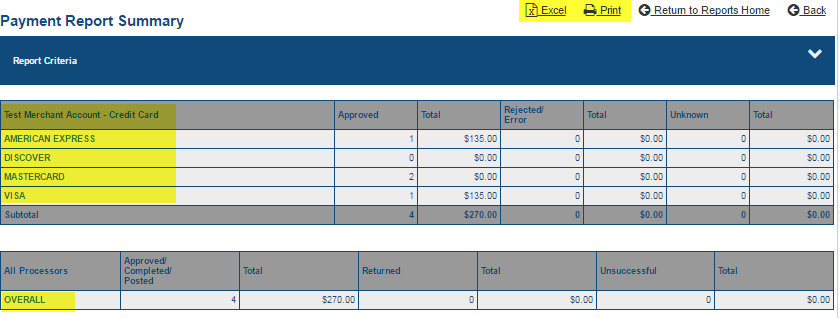 Excel Print Return to Reports Home Back
Payment Report Summary
Report Criteria
Test Merchant Account - Credit Card Approved Total Rejected/ Error Total Unknown Total
AMERICAN EXPRESS 1 $135.00 0 $0.00 0 $0.00
DISCOVER 0 $0.00 0 $0.00 0 $0.00
MASTERCARD 2 $0.00 0 $0.00 0 $0.00
VISA 1 $135.00 0 $0.00 0 $0.00
Subtotal 4 $270.00 0 $0.00 0 $0.00
All Processors Approved/ Completed/ Posted Total Returned Total Unsuccessful Total
OVERALL 4 $270.00 0 $0.00 0 $0.00